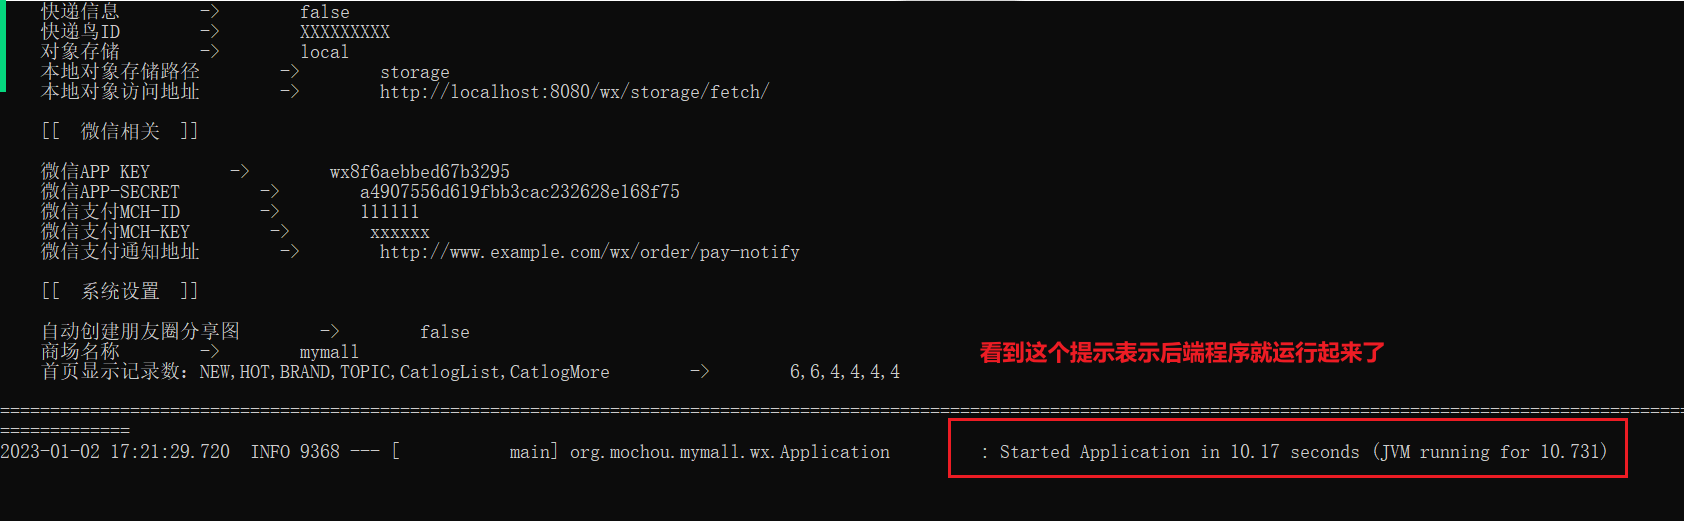 快递信息 -> false
快递鸟ID -> XXXXXXXXX
对象存储 -> local
本地对象存储路径 -> storage
本地对象访问地址 -> http://localhost:8080/wx/storage/fetch/
[[ 微信相关 ]]
微信APP KEY -> wx8f6aebbed67b3295
微信APP-SECRET -> a4907556d619fbb3cac232628e168f75
微信支付MCH-ID -> 111111
微信支付MCH-KEY -> xxxxxx
微信支付通知地址 -> http://www.example.com/wx/order/pay-notify
[[ 系统设置 ]]
自动创建朋友圈分享图 -> false
商场名称 -> mymall
看到这个提示表示后端程序就运行起来了
首页显示记录数：NEW,HOT,BRAND,TOPIC,CatlogList,CatlogMore -> 6,6,4,4,4,4
2023-01-02 17:21:29.720 INFO 9368 --- [ main] org.mochou.mymall.wx.Application : Started Application in 10.17 seconds (JVM running for 10.731)